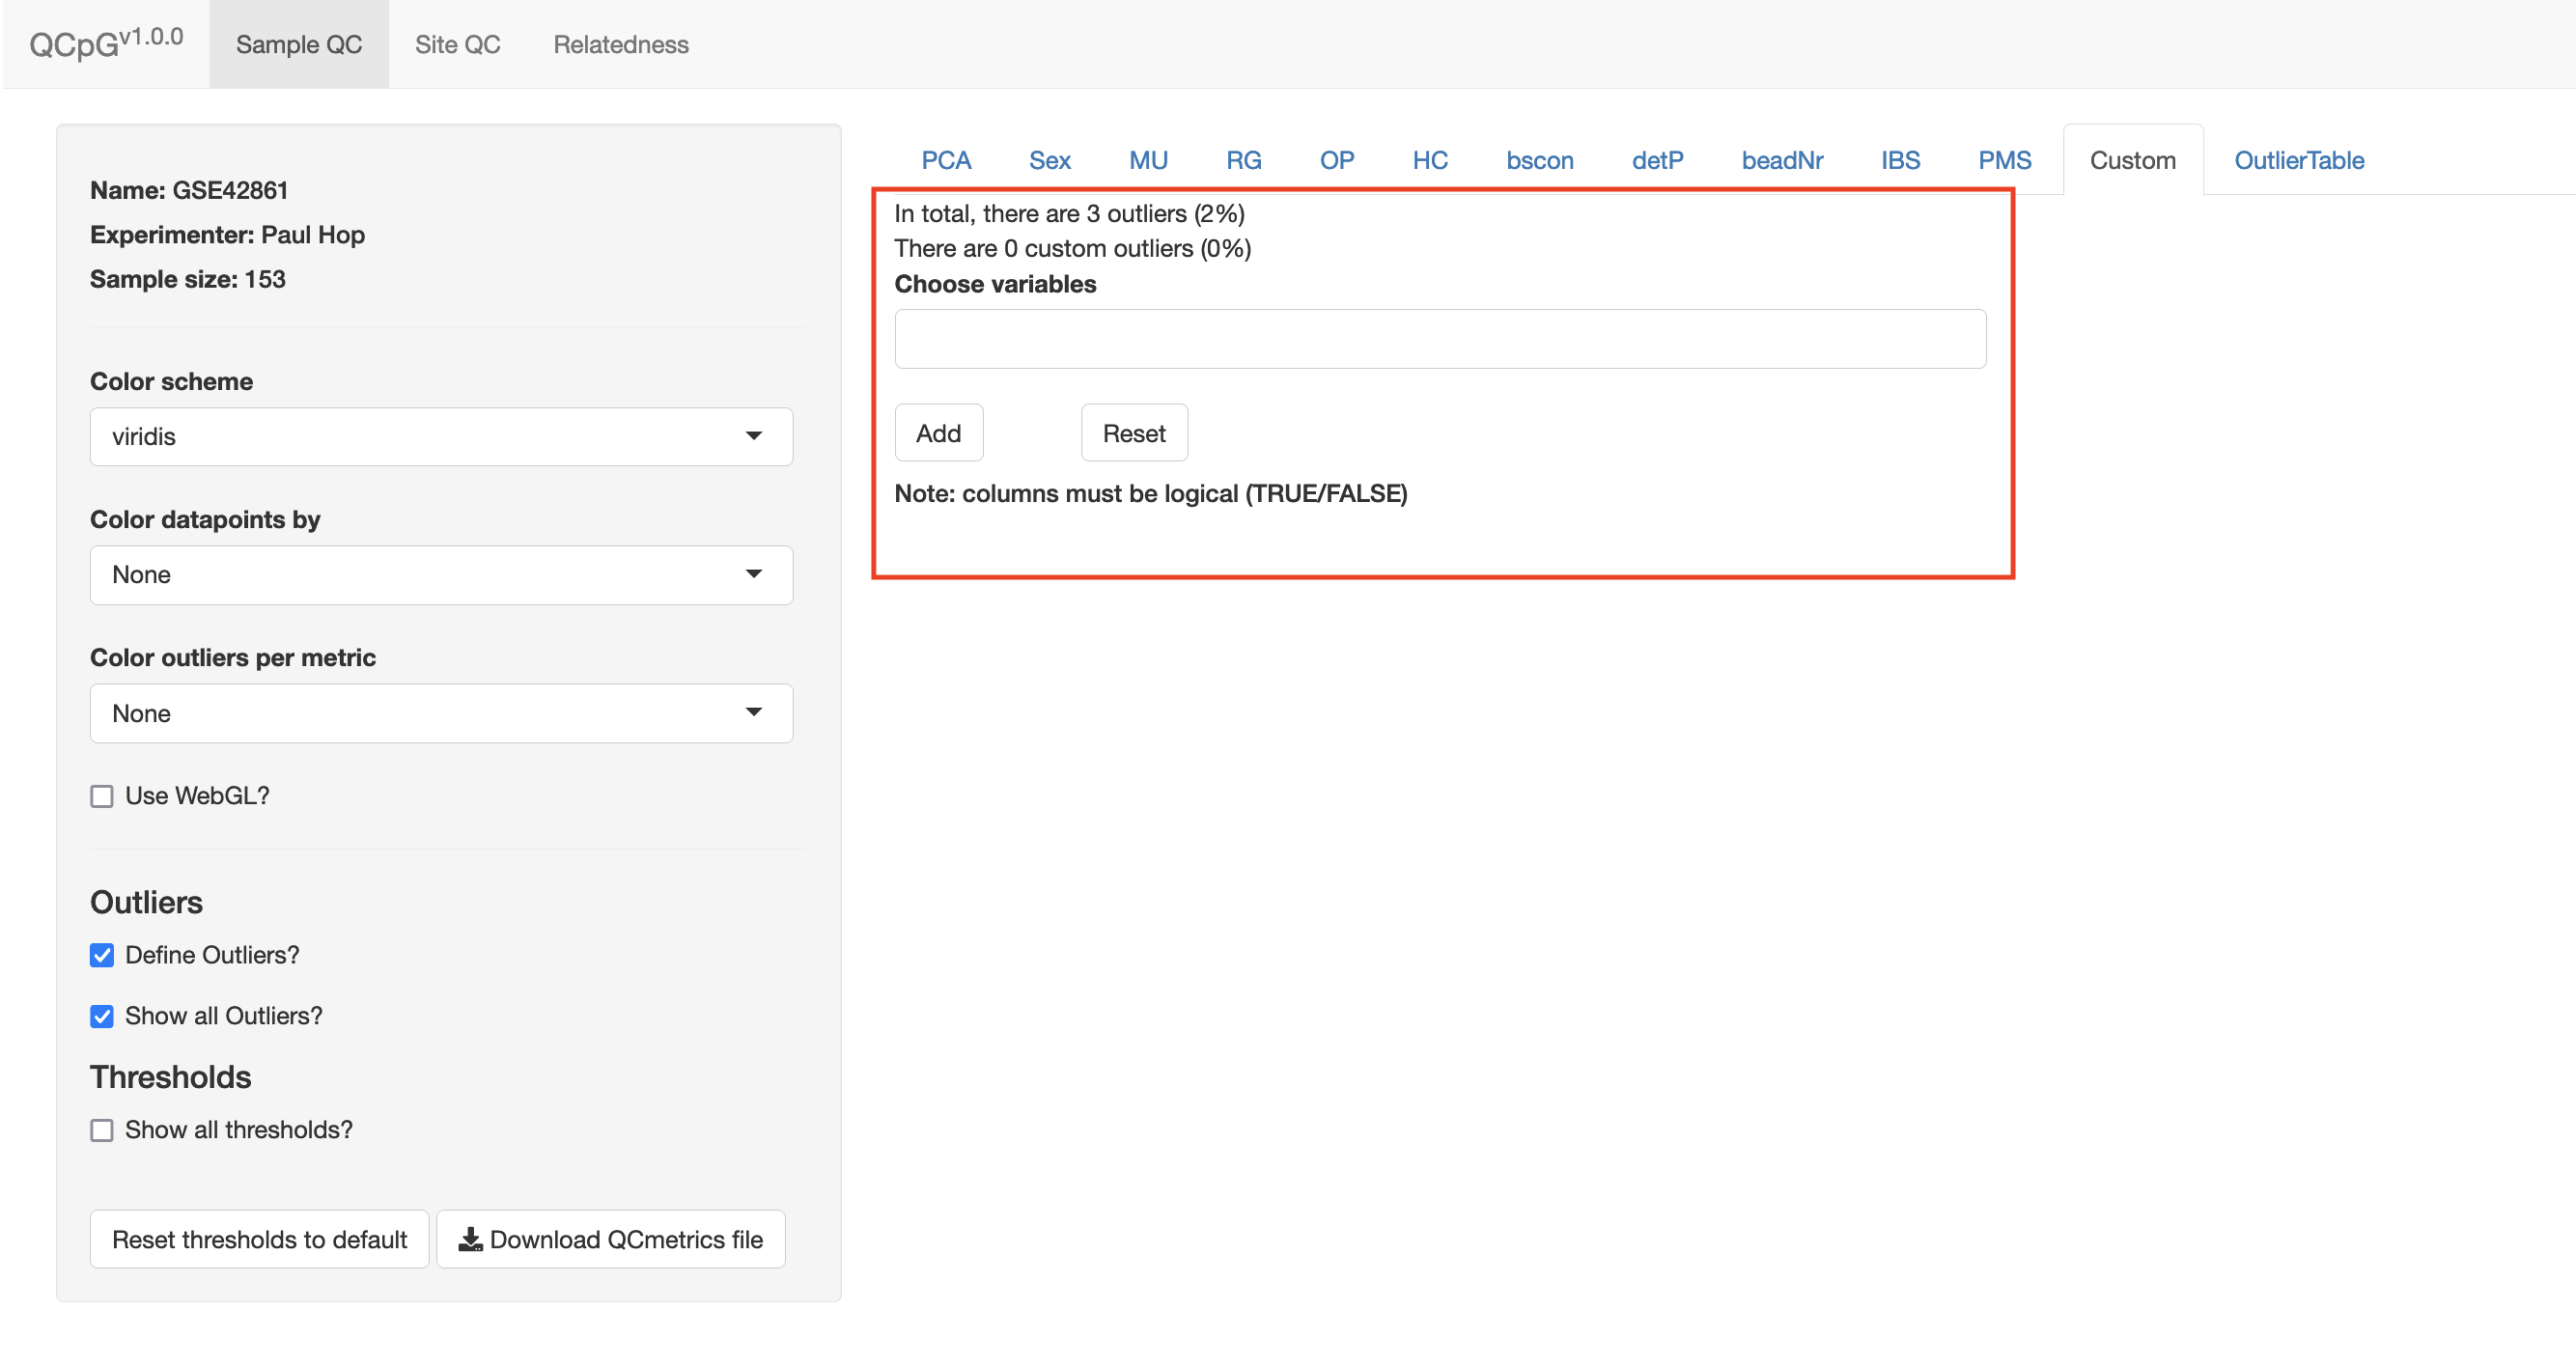 QCpGv1.0.0 Sample QC Site QC Relatedness
Name: GSE42861
Experimenter: Paul Hop
Sample size: 153
Color scheme
viridis
Color datapoints by
None
Color outliers per metric
None
Use WebGL?
Outliers
Define Outliers?
Show all Outliers?
Thresholds
Show all thresholds?
Reset thresholds to default Download QCmetrics file
PCA Sex MU RG OP HC bscon detP beadNr IBS PMS Custom OutlierTable
In total, there are 3 outliers (2%)
There are 0 custom outliers (0%)
Choose variables
Add Reset
Note: columns must be logical (TRUE/FALSE)